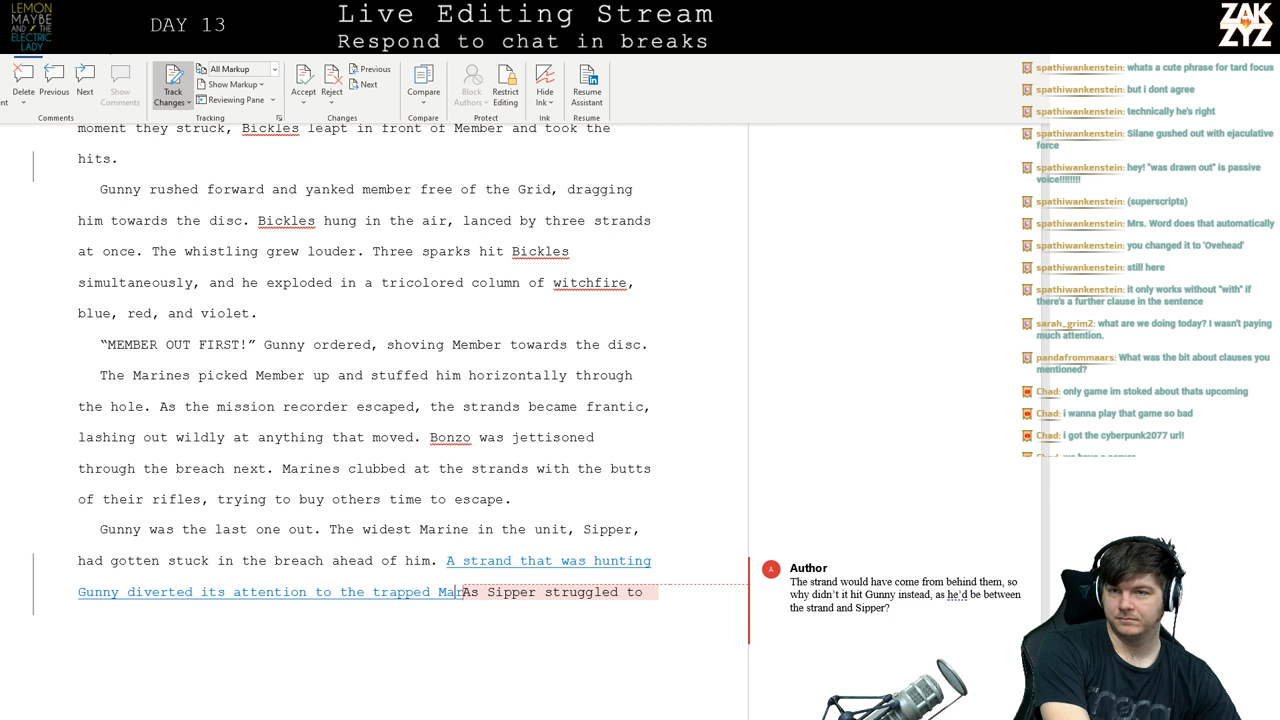 LEMON
MAYBE
AND THE
ELECTRIC
LADY
DAY 13
Live Editing Stream
Respond to chat in breaks
ZAK
ZYZ
Delete
Previous
Next
Show
Comments
Comments
Track
Changes
All Markup
Show Markup
Reviewing Pane
Tracking
Accept
Reject
Previous
Next
Changes
Compare
Compare
Block
Authors
Restrict
Editing
Protect
Hide
Ink
Ink
Resume
Assistant
Resume
moment they struck, Bickles leapt in front of Member and took the
hits.
Gunny rushed forward and yanked member free of the Grid, dragging
him towards the disc. Bickles hung in the air, lanced by three strands
at once. The whistling grew louder. Three sparks hit Bickles
simultaneously, and he exploded in a tricolored column of witchfire,
blue, red, and violet.
“MEMBER OUT FIRST!” Gunny ordered, shoving Member towards the disc.
The Marines picked Member up and stuffed him horizontally through
the hole. As the mission recorder escaped, the strands became frantic,
lashing out wildly at anything that moved. Bonzo was jettisoned
through the breach next. Marines clubbed at the strands with the butts
of their rifles, trying to buy others time to escape.
Gunny was the last one out. The widest Marine in the unit, Sipper,
had gotten stuck in the breach ahead of him. A strand that was hunting
Gunny diverted its attention to the trapped MarAs Sipper struggled to
A
Author
The strand would have come from behind them, so
why didn't it hit Gunny instead, as he'd be between
the strand and Sipper?
spathiwankenstein: whats a cute phrase for tard focus
spathiwankenstein: but i dont agree
spathiwankenstein: technically he's right
spathiwankenstein: Silane gushed out with ejaculative
force
spathiwankenstein: hey! "was drawn out" is passive
voice!!!!!!!!
spathiwankenstein: (superscripts)
spathiwankenstein: Mrs. Word does that automatically
spathiwankenstein: you changed it to 'Ovehead'
spathiwankenstein: still here
spathiwankenstein: it only works without "with" if
there's a further clause in the sentence
sarah_grim2: what are we doing today? I wasn't paying
much attention.
pandafrommaars: What was the bit about clauses you
mentioned?
Chad: only game im stoked about thats upcoming
Chad: i wanna play that game so bad
Chad: i got the cyberpunk2077 url!